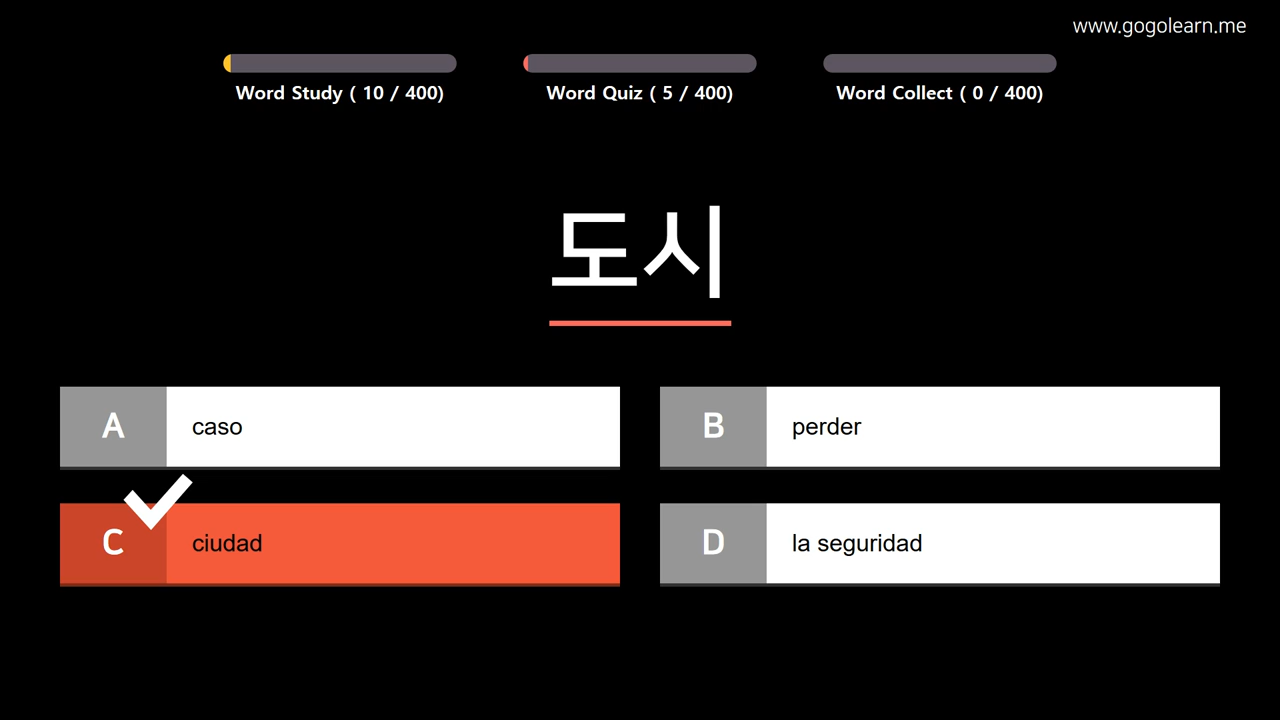 www.gogolearn.me
Word Study ( 10 / 400)
Word Quiz ( 5 / 400)
Word Collect ( 0 / 400)
도시
A caso
B perder
C ciudad
D la seguridad